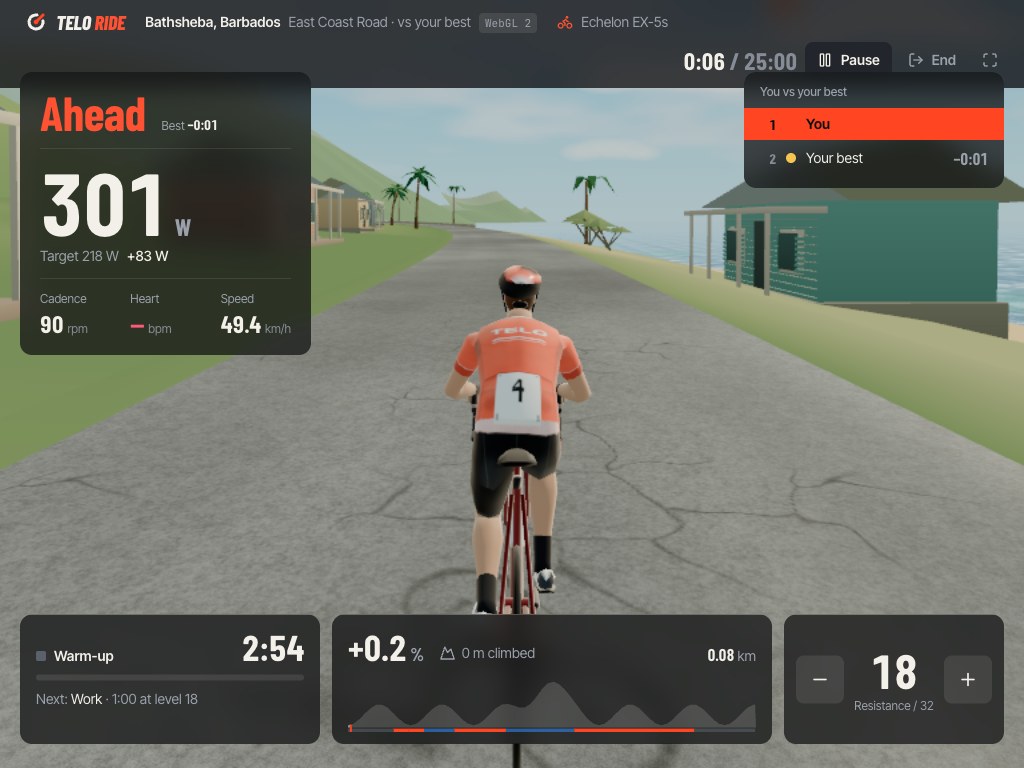 TELO RIDE Bathsheba, Barbados East Coast Road · vs your best WebGL 2 Echelon EX-5s
0:06 / 25:00 Pause End
Ahead Best −0:01
301 W
Target 218 W +83 W
Cadence Heart Speed
90 rpm – bpm 49.4 km/h
You vs your best
1 You
2 Your best −0:01
TELO
4
Warm-up 2:54
Next: Work · 1:00 at level 18
+0.2 % 0 m climbed 0.08 km
− 18 +
Resistance / 32